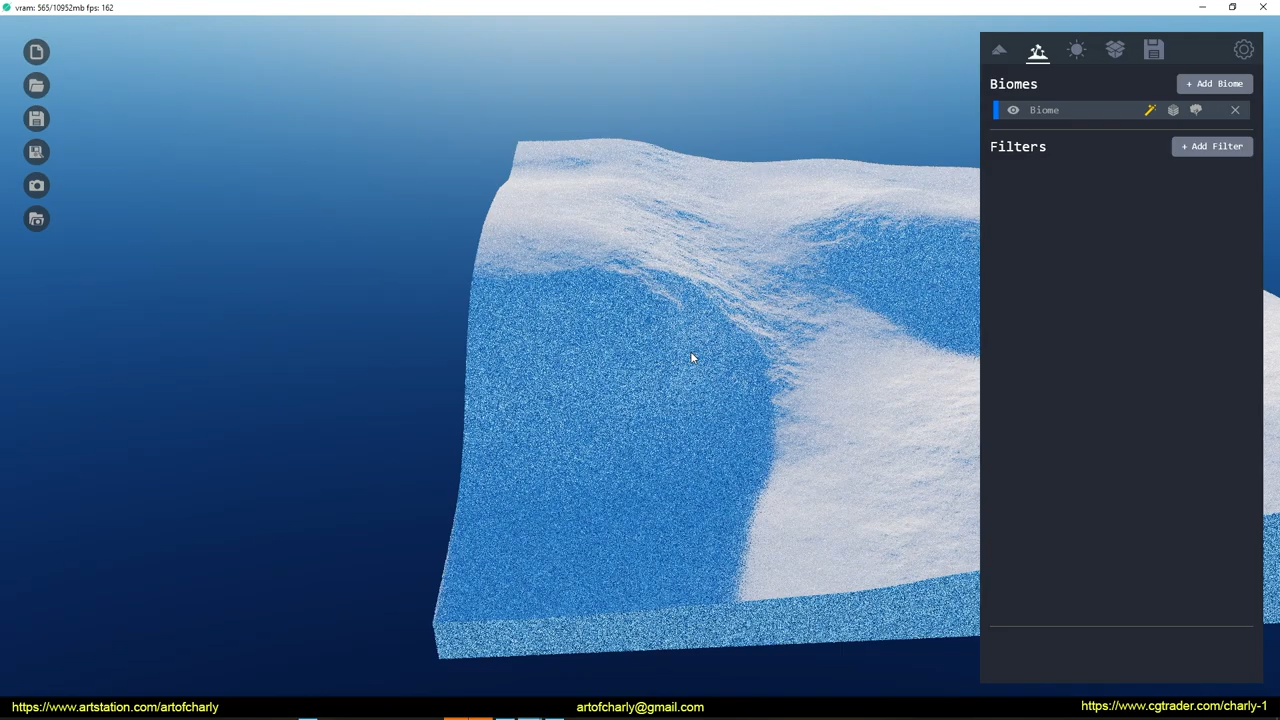 vram: 565/10952mb fps: 162
Biomes
+ Add Biome
Biome
Filters
+ Add Filter
https://www.artstation.com/artofcharly
artofcharly@gmail.com
https://www.cgtrader.com/charly-1